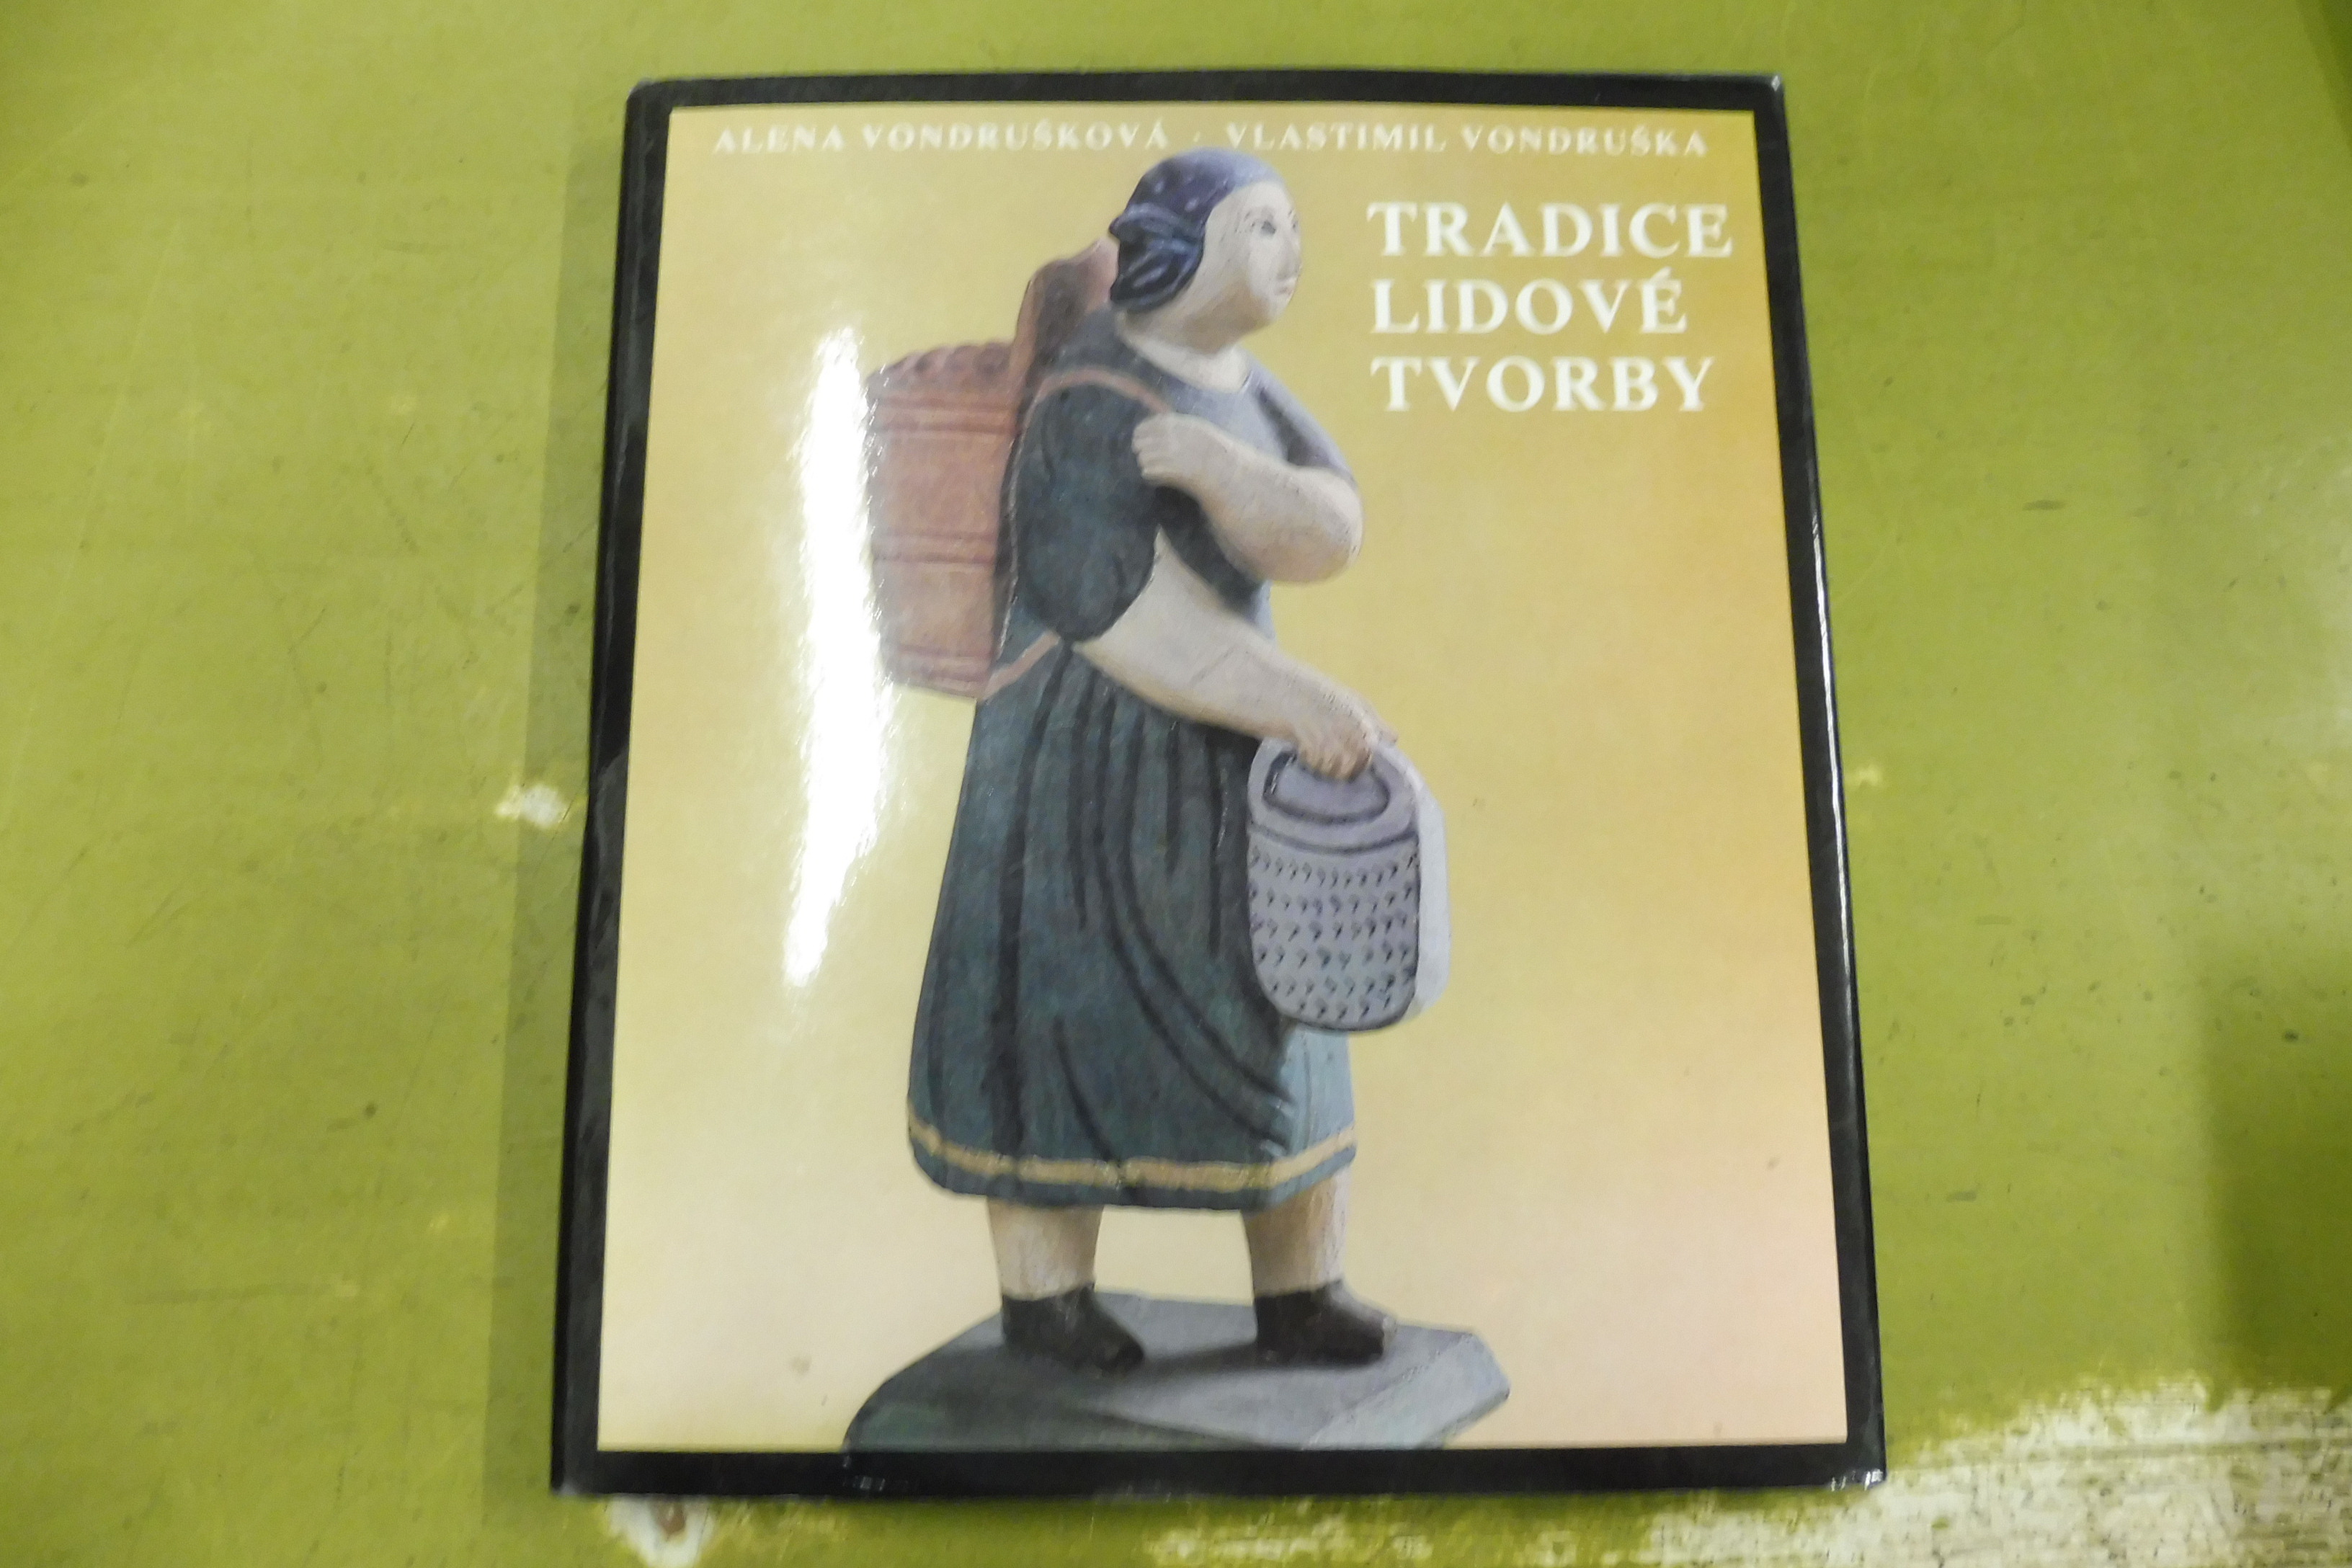 ALENA VONDRUŠKOVÁ · VLASTIMIL VONDRUŠKA
TRADICE
LIDOVÉ
TVORBY